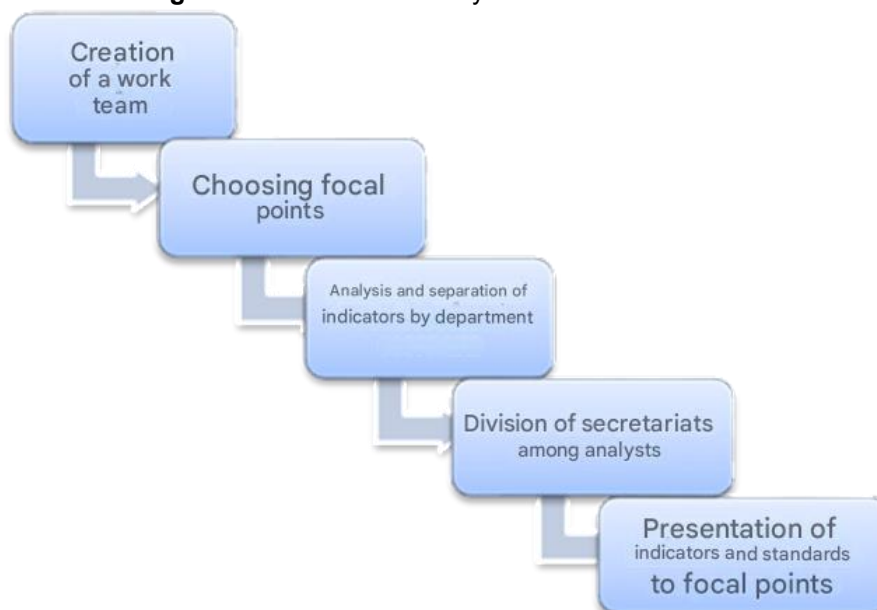 Creation
of a work
team
Choosing focal
points
Analysis and separation of
indicators by department
Division of secretariats
among analysts
Presentation of
indicators and standards
to focal points